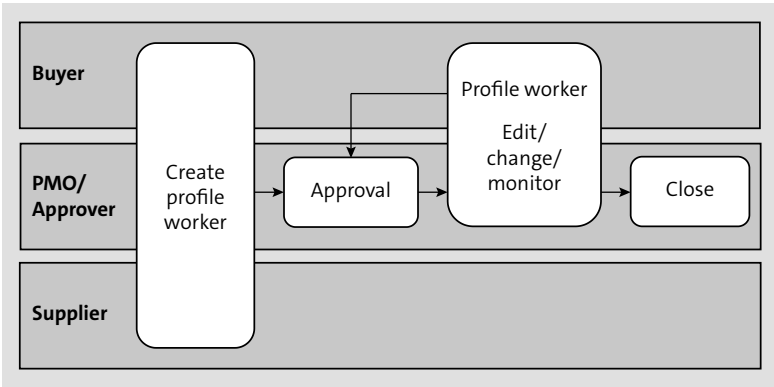 Buyer
PMO/
Approver
Supplier
Create
profile
worker
Approval
Profile worker
Edit/
change/
monitor
Close